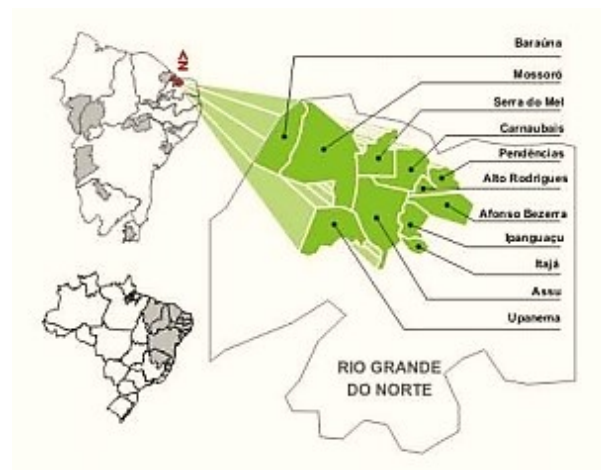 N
Baraúna
Mossoró
Serra do Mel
Carnaubais
Pendências
Alto Rodrigues
Afonso Bezerra
Ipanguaçu
Itajá
Assu
Upanema
RIO GRANDE
DO NORTE